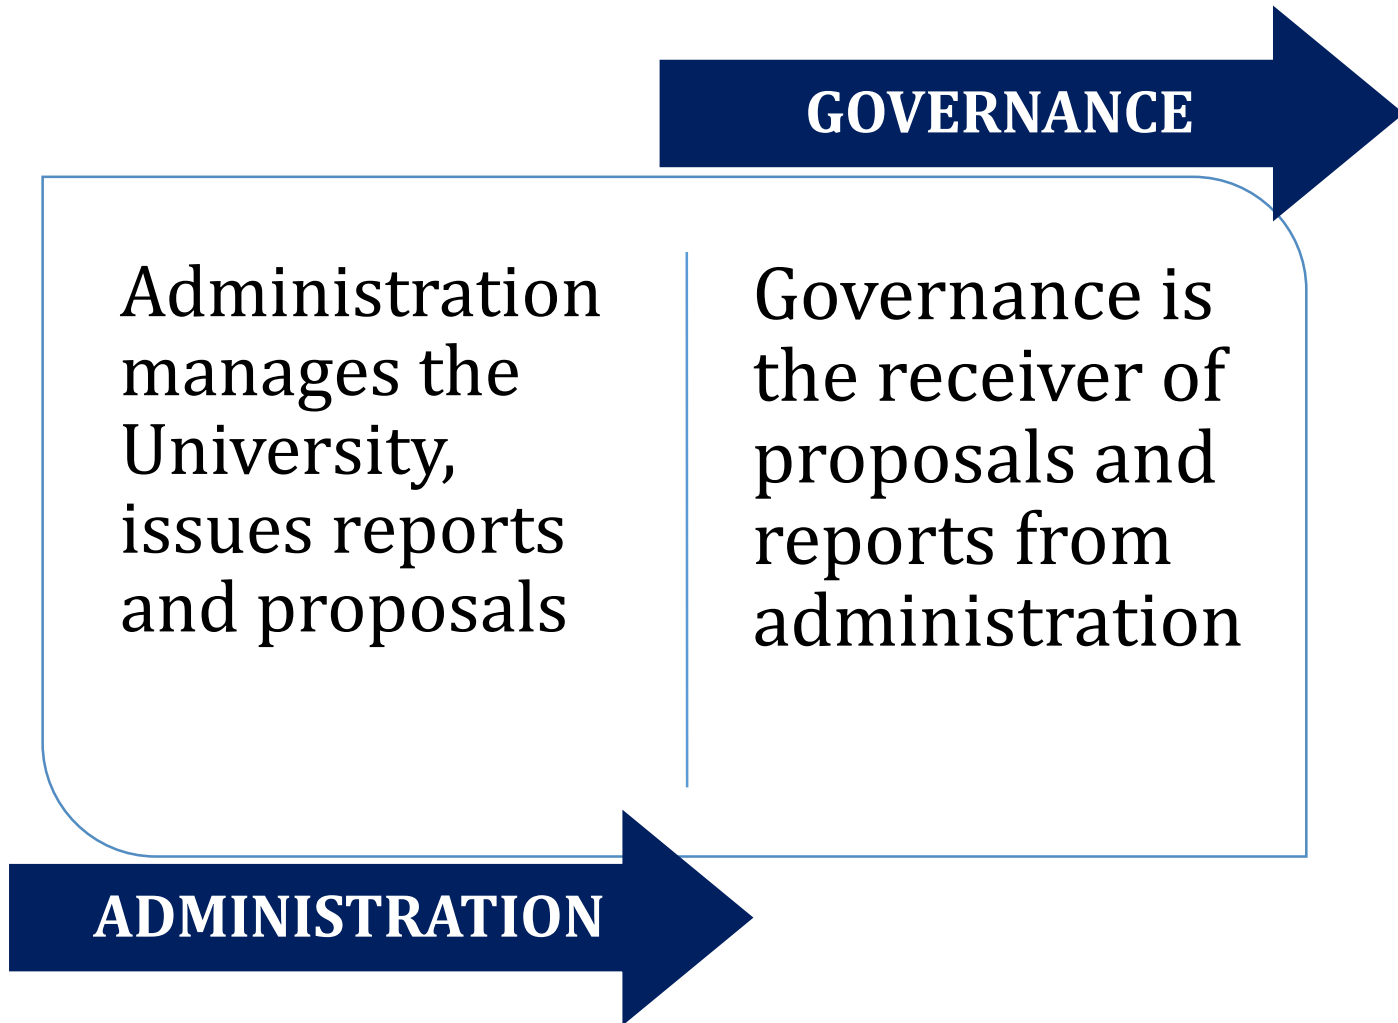 GOVERNANCE
Administration
manages the
University,
issues reports
and proposals
Governance is
the receiver of
proposals and
reports from
administration
ADMINISTRATION